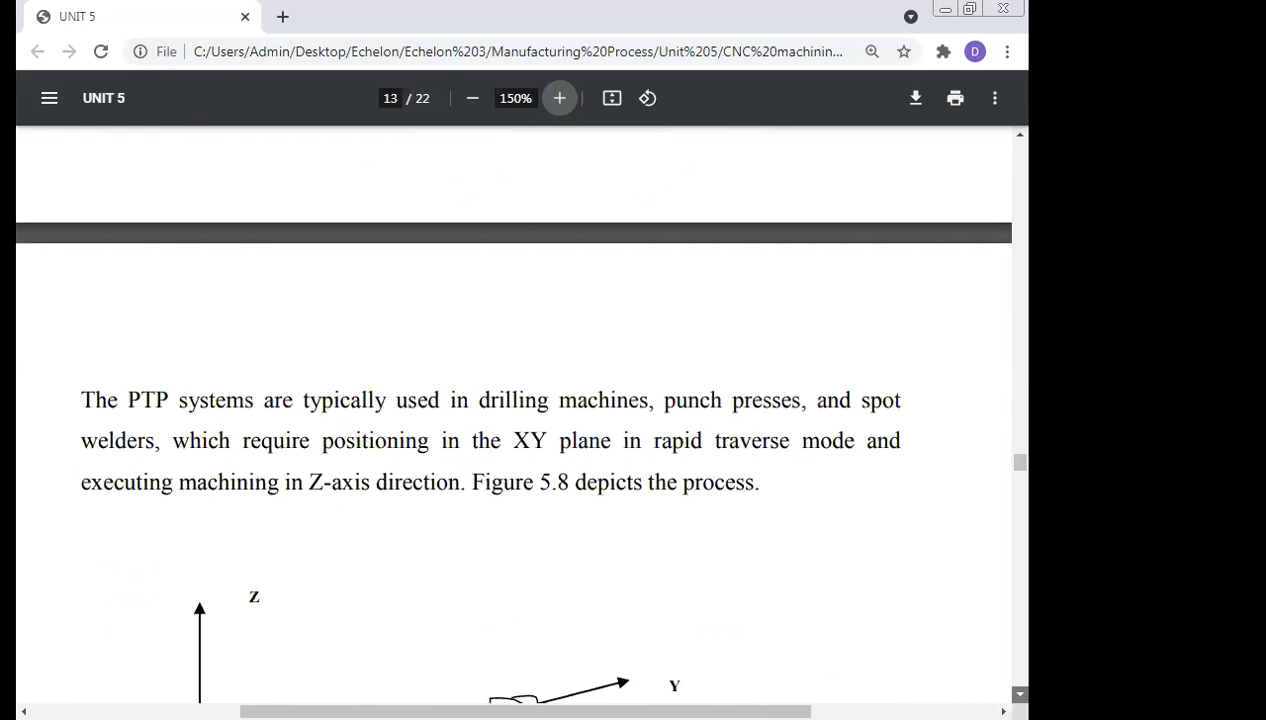 UNIT 5
File C:/Users/Admin/Desktop/Echelon/Echelon%203/Manufacturing%20Process/Unit%205/CNC%20machinin... D
UNIT 5 13 / 22 150%
The PTP systems are typically used in drilling machines, punch presses, and spot
welders, which require positioning in the XY plane in rapid traverse mode and
executing machining in Z-axis direction. Figure 5.8 depicts the process.
Z
Y